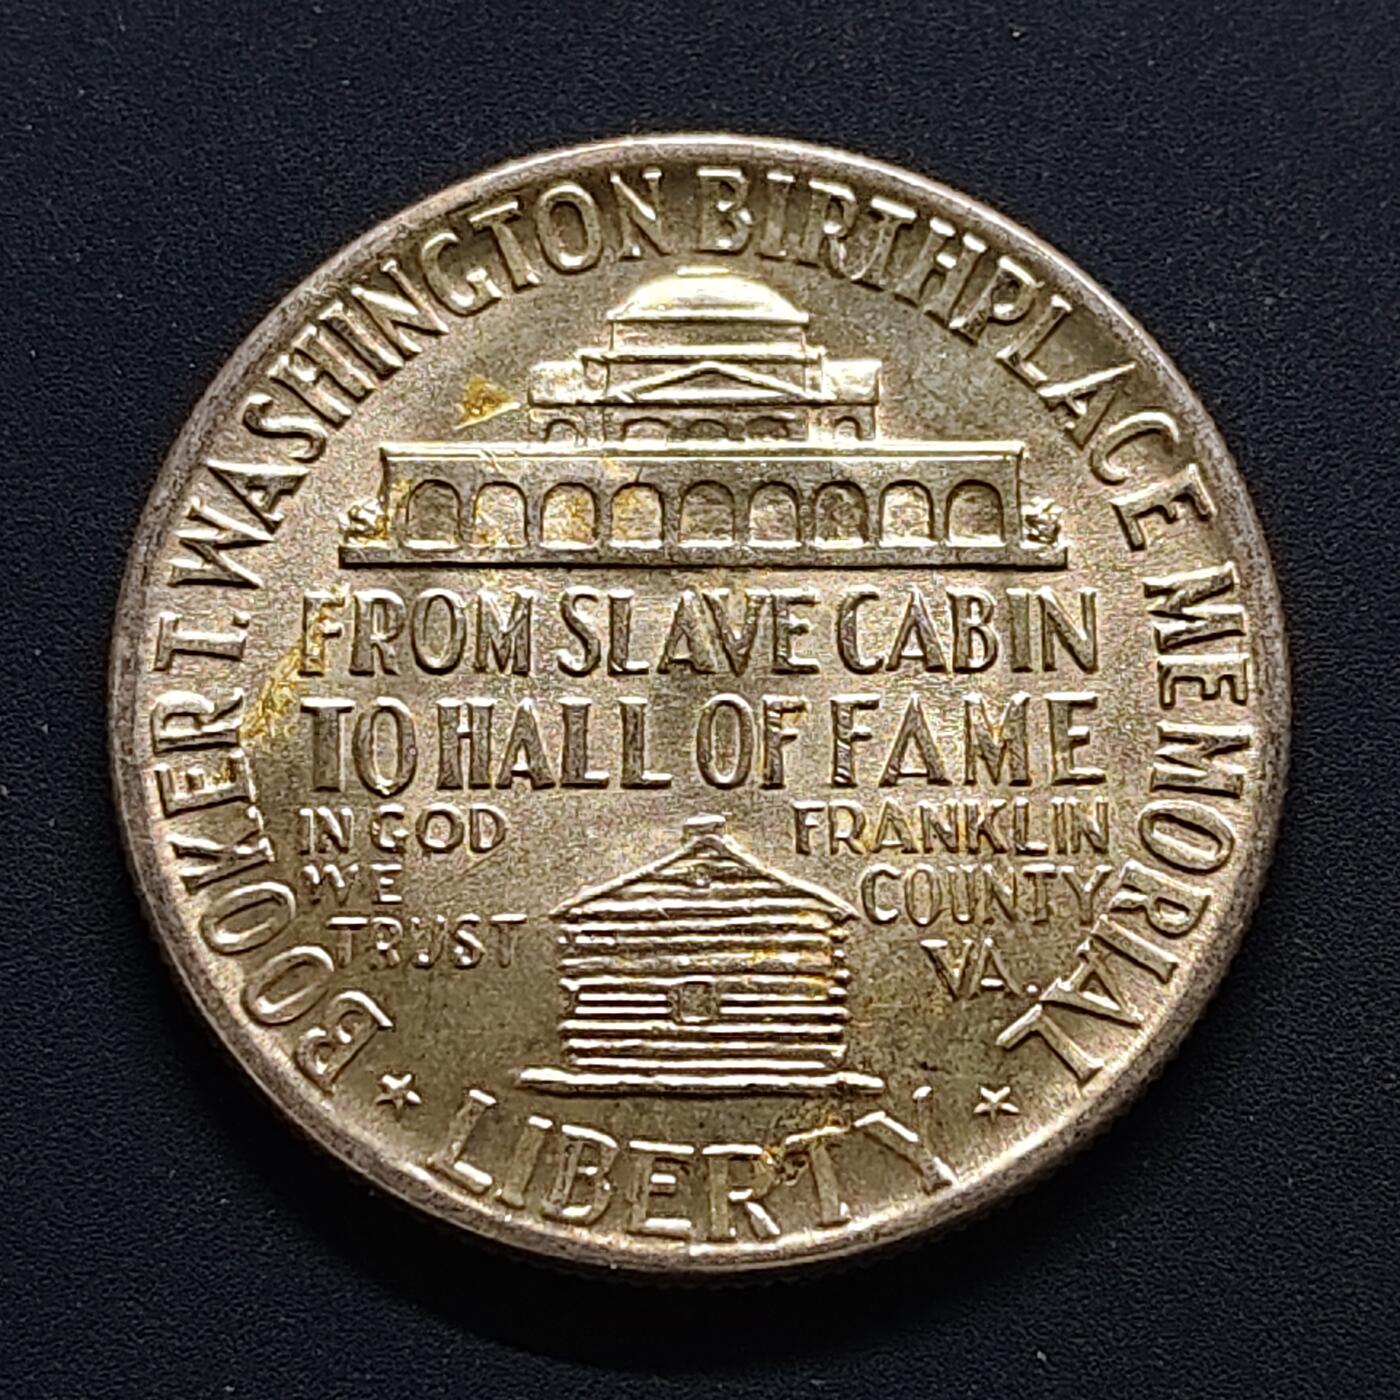 BOOKER T. WASHINGTON BIRTHPLACE MEMORIAL
FROM SLAVE CABIN
TO HALL OF FAME
IN GOD
WE
TRUST
FRANKLIN
COUNTY
VA.
LIBERTY